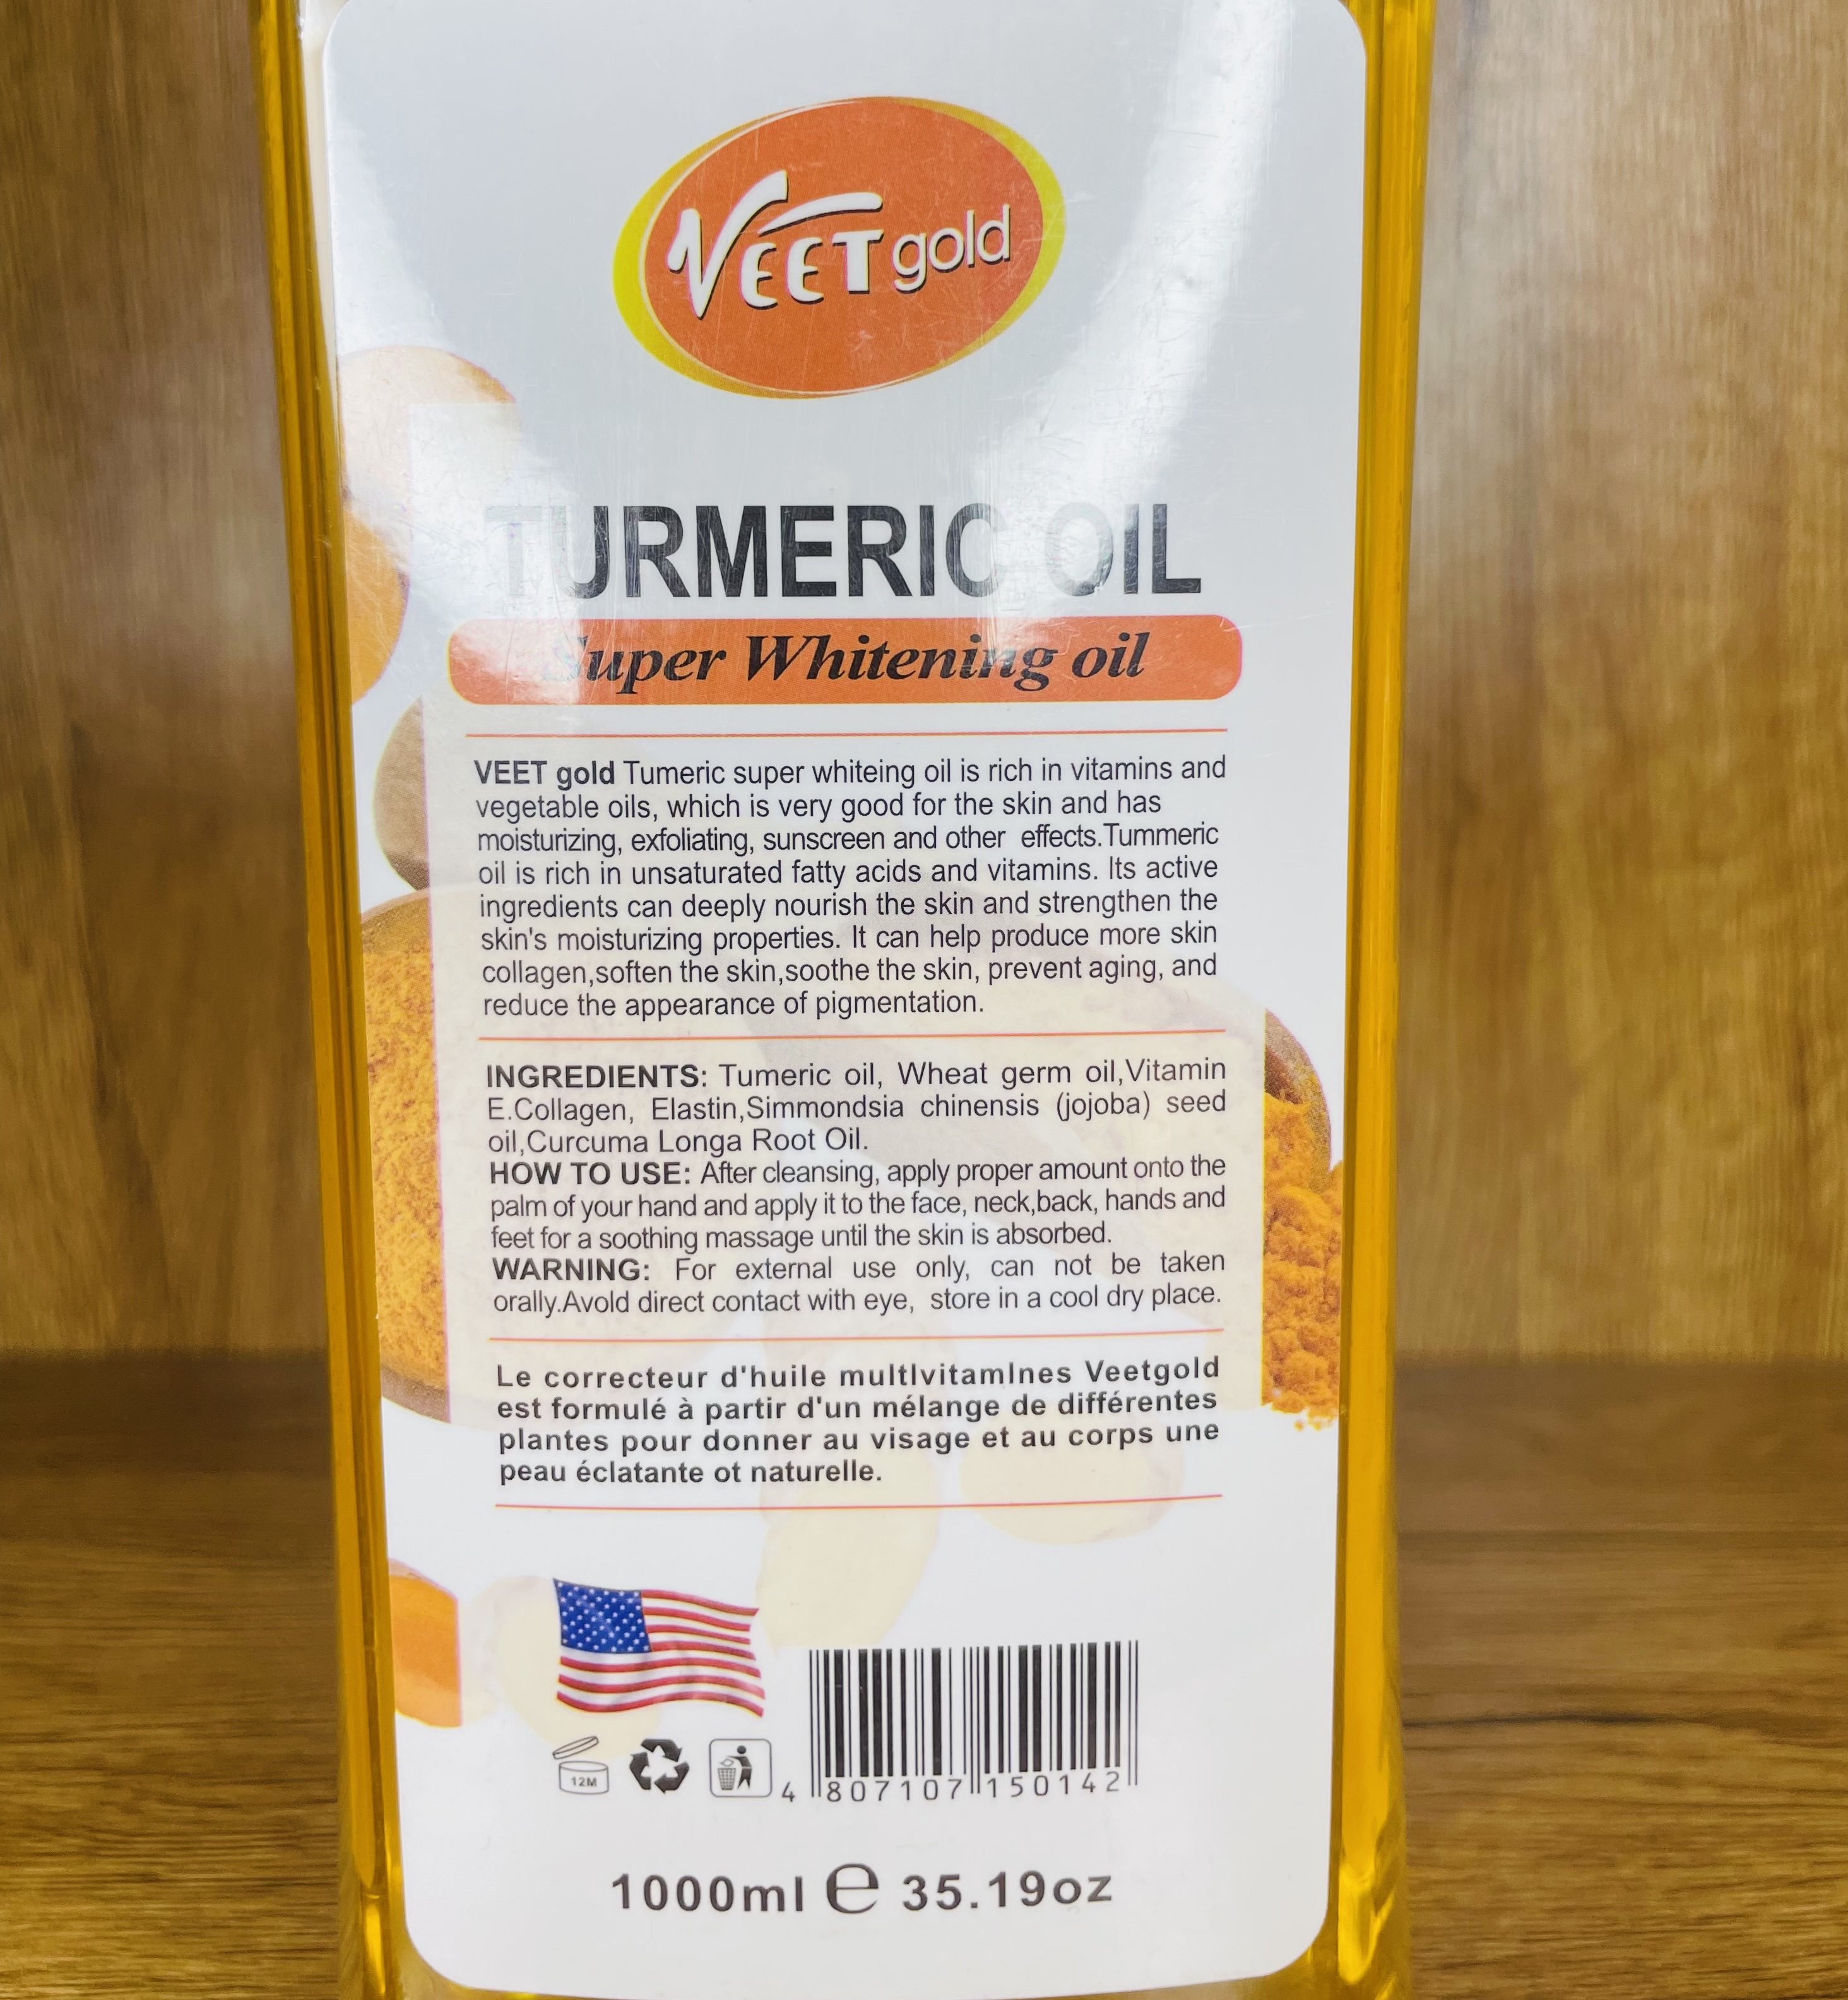 VEET gold
TURMERIC OIL
Super Whitening oil
VEET gold Tumeric super whiteing oil is rich in vitamins and
vegetable oils, which is very good for the skin and has
moisturizing, exfoliating, sunscreen and other effects.Tummeric
oil is rich in unsaturated fatty acids and vitamins. Its active
ingredients can deeply nourish the skin and strengthen the
skin's moisturizing properties. It can help produce more skin
collagen,soften the skin,soothe the skin, prevent aging, and
reduce the appearance of pigmentation.
INGREDIENTS: Tumeric oil, Wheat germ oil,Vitamin
E.Collagen, Elastin,Simmondsia chinensis (jojoba) seed
oil,Curcuma Longa Root Oil.
HOW TO USE: After cleansing, apply proper amount onto the
palm of your hand and apply it to the face, neck,back, hands and
feet for a soothing massage until the skin is absorbed.
WARNING: For external use only, can not be taken
orally.Avold direct contact with eye, store in a cool dry place.
Le correcteur d'huile multlvitamlnes Veetgold
est formulé à partir d'un mélange de différentes
plantes pour donner au visage et au corps une
peau éclatante ot naturelle.
12M
4 807107 150142
1000ml e 35.19oz